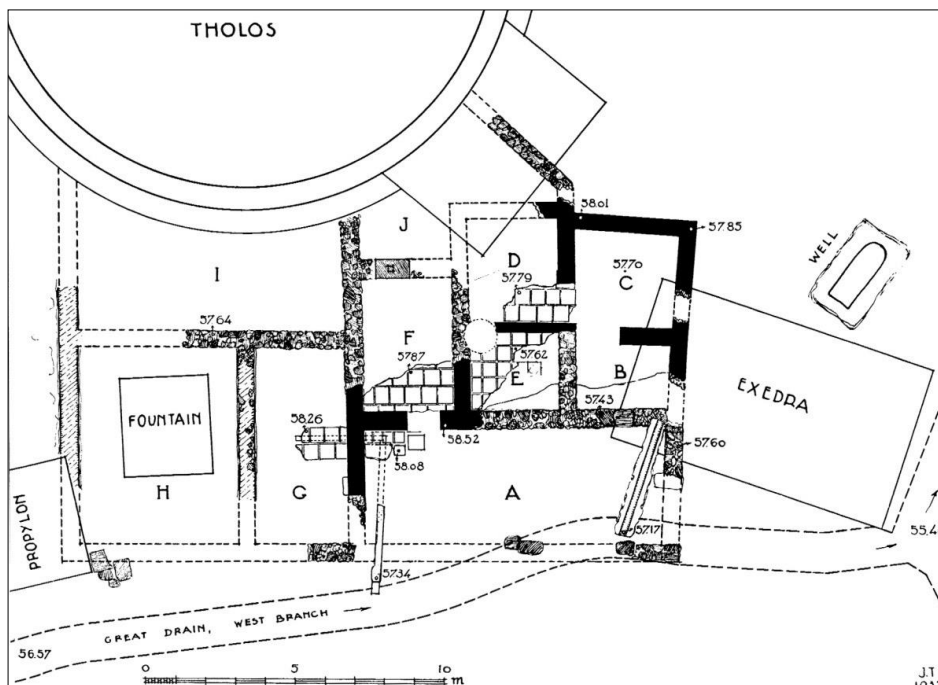 THOLOS
J
58.01
57.85
WELL
D
57.79
57.70
C
I
57.64
F
57.87
57.62
E
B
57.43
EXEDRA
FOUNTAIN
58.26
58.52
57.60
58.08
PROPYLON
H
G
A
57.17
57.34
GREAT DRAIN, WEST BRANCH
56.57
0 5 10
m
J.T